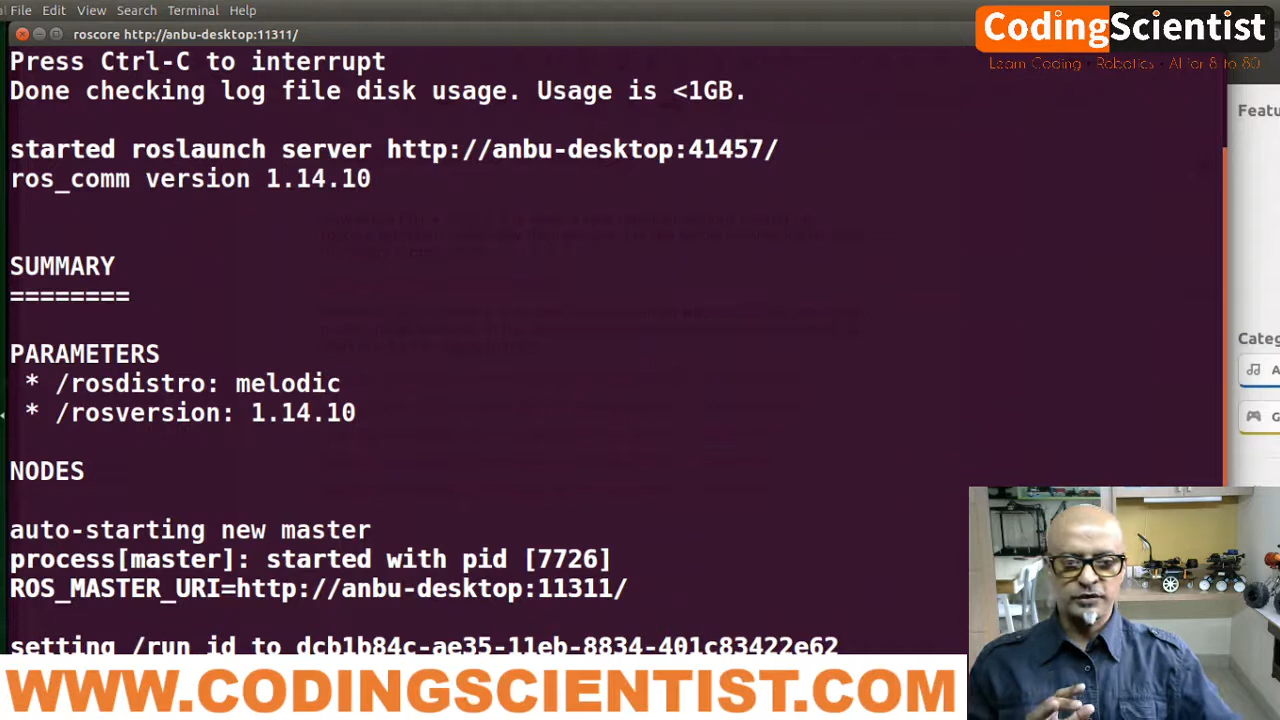 File Edit View Search Terminal Help
roscore http://anbu-desktop:11311/
CodingScientist
Learn Coding • Robotics • AI for 8 to 80
Press Ctrl-C to interrupt
Done checking log file disk usage. Usage is <1GB.
Featu
started roslaunch server http://anbu-desktop:41457/
ros_comm version 1.14.10
SUMMARY
========
Categ
PARAMETERS
* /rosdistro: melodic
A
* /rosversion: 1.14.10
G
NODES
auto-starting new master
process[master]: started with pid [7726]
ROS_MASTER_URI=http://anbu-desktop:11311/
setting /run_id to dcb1b84c-ae35-11eb-8834-401c83422e62
WWW.CODINGSCIENTIST.COM